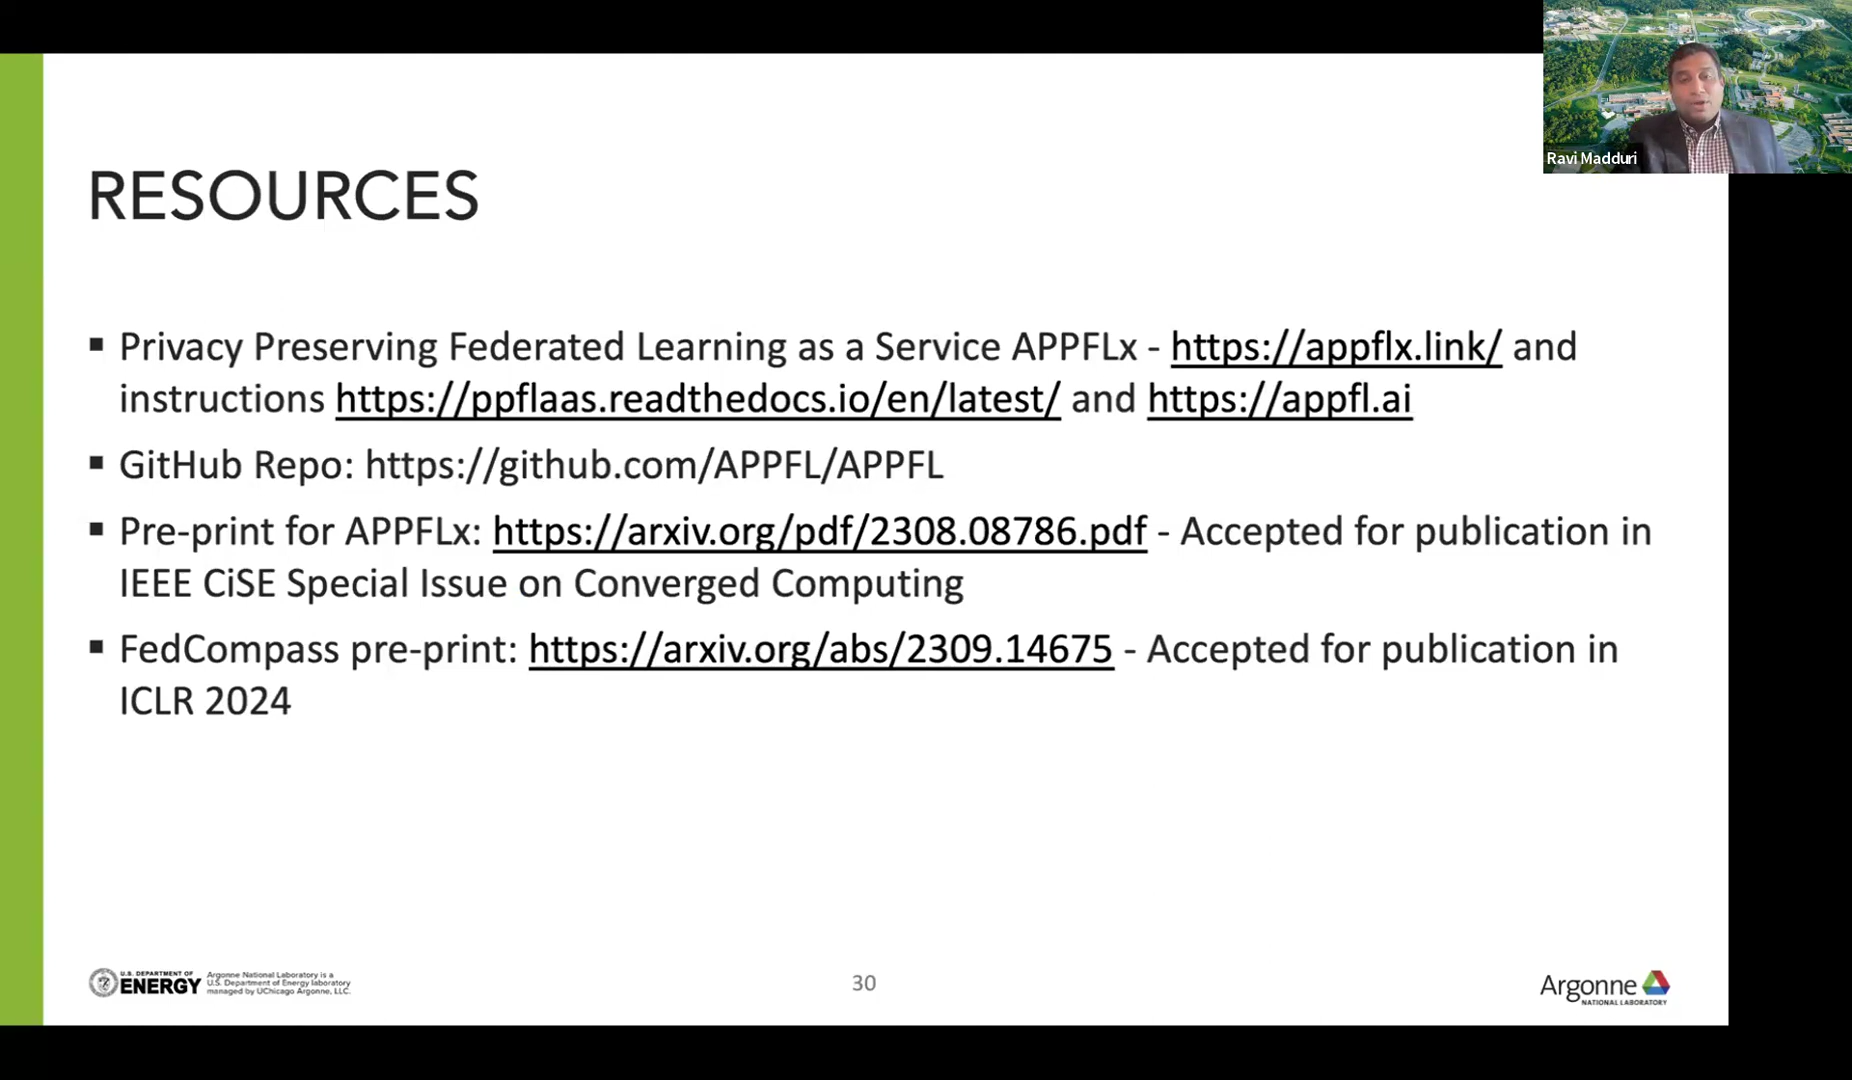 Ravi Madduri
RESOURCES
▪ Privacy Preserving Federated Learning as a Service APPFLx - https://appflx.link/ and
instructions https://ppflaas.readthedocs.io/en/latest/ and https://appfl.ai
▪ GitHub Repo: https://github.com/APPFL/APPFL
▪ Pre-print for APPFLx: https://arxiv.org/pdf/2308.08786.pdf - Accepted for publication in
IEEE CiSE Special Issue on Converged Computing
▪ FedCompass pre-print: https://arxiv.org/abs/2309.14675 - Accepted for publication in
ICLR 2024
U.S. DEPARTMENT OF
ENERGY
Argonne National Laboratory is a
U.S. Department of Energy laboratory
managed by UChicago Argonne, LLC.
30
Argonne
NATIONAL LABORATORY